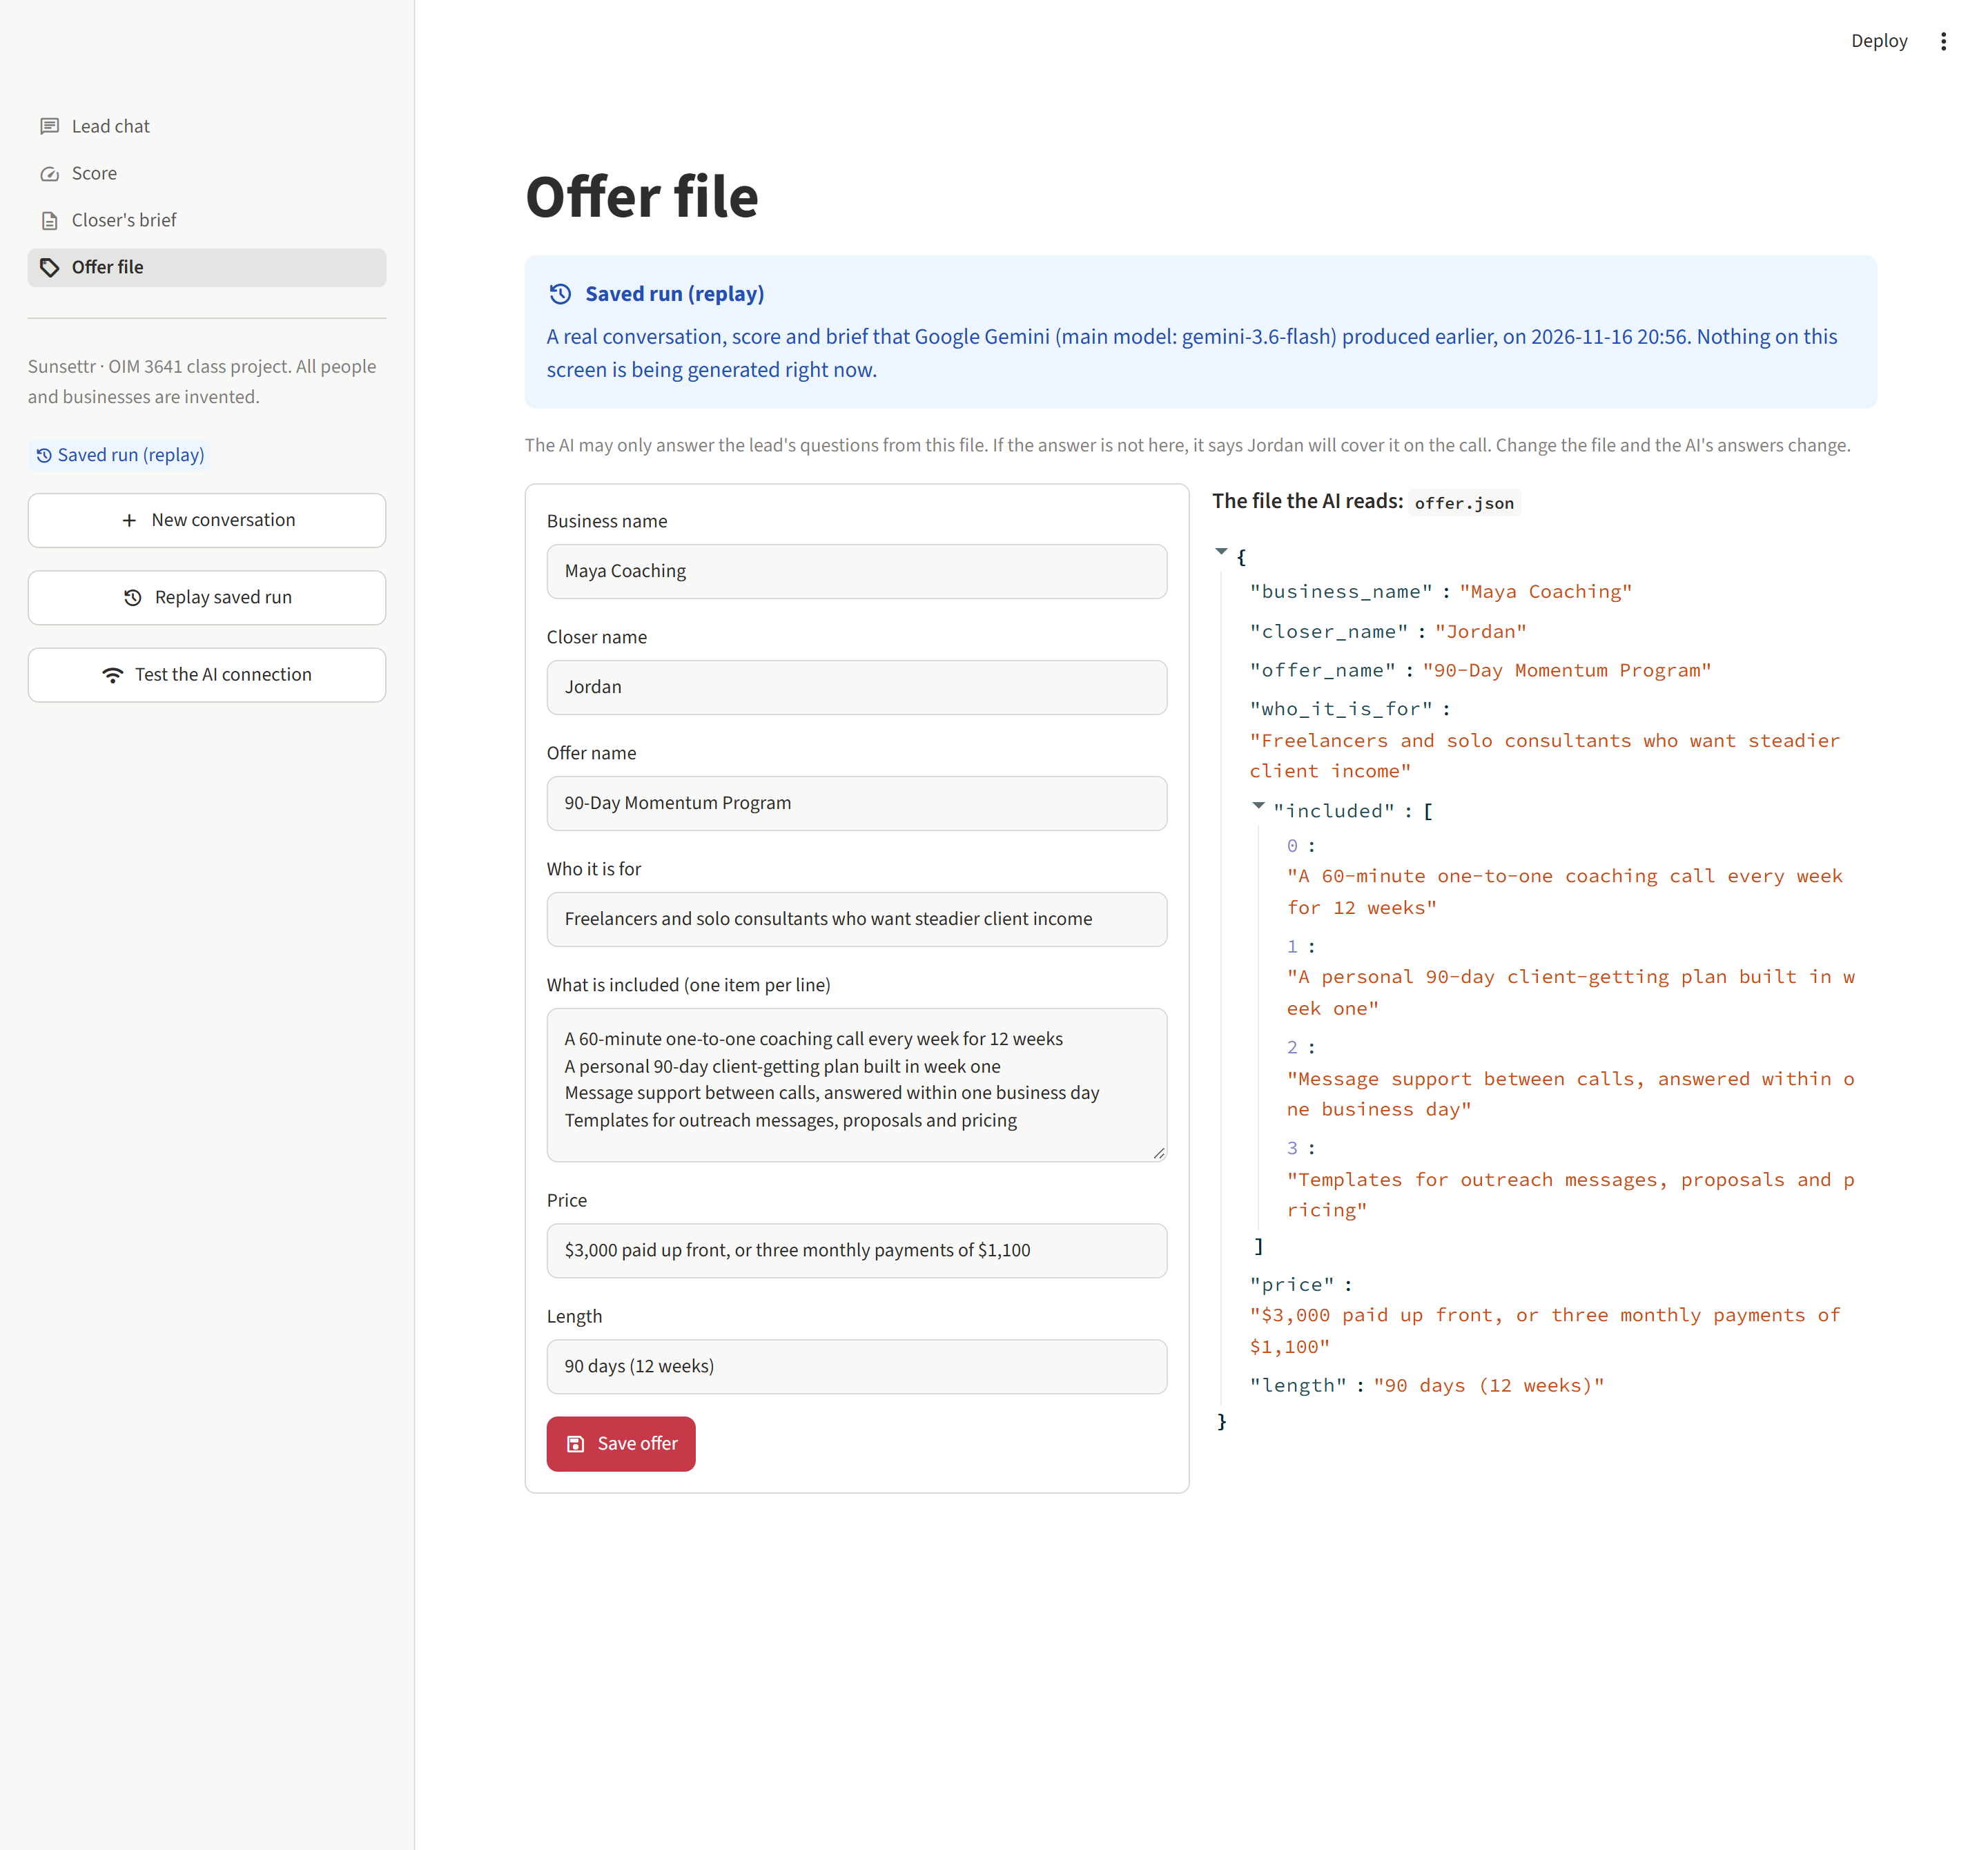 Deploy
Lead chat
Score
Closer's brief
Offer file
Sunsettr · OIM 3641 class project. All people
and businesses are invented.
Saved run (replay)
New conversation
Replay saved run
Test the AI connection
Offer file
Saved run (replay)
A real conversation, score and brief that Google Gemini (main model: gemini-3.6-flash) produced earlier, on 2026-11-16 20:56. Nothing on this
screen is being generated right now.
The AI may only answer the lead's questions from this file. If the answer is not here, it says Jordan will cover it on the call. Change the file and the AI's answers change.
Business name
Maya Coaching
Closer name
Jordan
Offer name
90-Day Momentum Program
Who it is for
Freelancers and solo consultants who want steadier client income
What is included (one item per line)
A 60-minute one-to-one coaching call every week for 12 weeks
A personal 90-day client-getting plan built in week one
Message support between calls, answered within one business day
Templates for outreach messages, proposals and pricing
Price
$3,000 paid up front, or three monthly payments of $1,100
Length
90 days (12 weeks)
Save offer
The file the AI reads: offer.json
{
"business_name" : "Maya Coaching"
"closer_name" : "Jordan"
"offer_name" : "90-Day Momentum Program"
"who_it_is_for" :
"Freelancers and solo consultants who want steadier
client income"
"included" : [
0 :
"A 60-minute one-to-one coaching call every week
for 12 weeks"
1 :
"A personal 90-day client-getting plan built in w
eek one"
2 :
"Message support between calls, answered within o
ne business day"
3 :
"Templates for outreach messages, proposals and p
ricing"
]
"price" :
"$3,000 paid up front, or three monthly payments of
$1,100"
"length" : "90 days (12 weeks)"
}